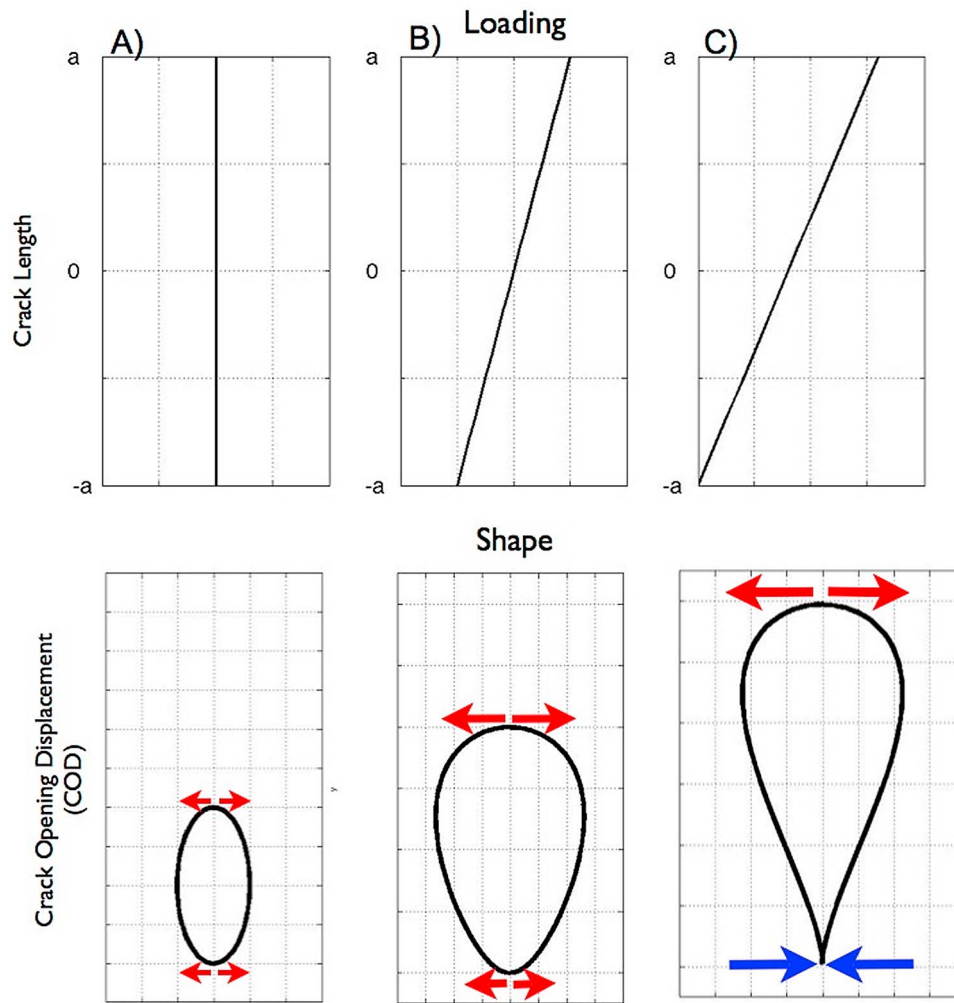 Loading
A)
B)
C)
a
a
a
Crack Length
0
0
0
-a
-a
-a
Shape
Crack Opening Displacement
(COD)
y